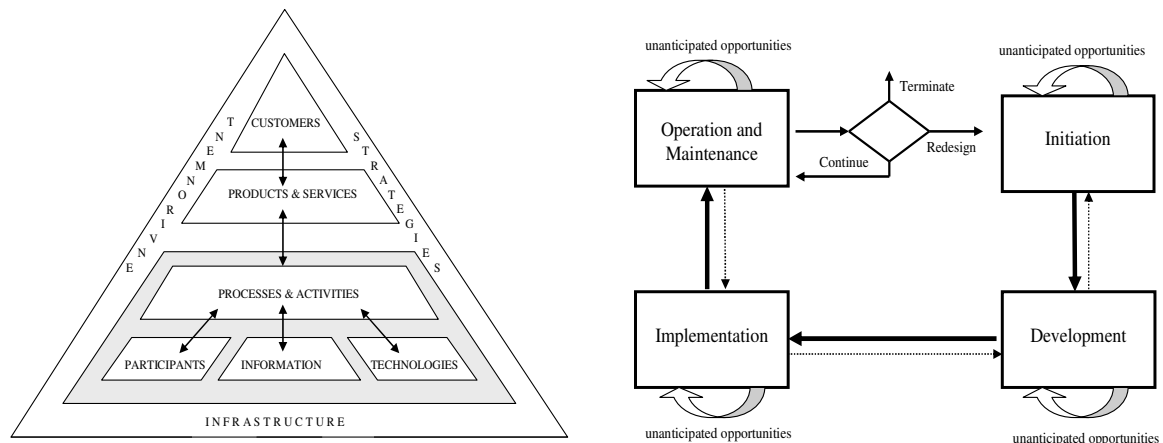 ENVIRONMENT
STRATEGIES
CUSTOMERS
PRODUCTS & SERVICES
PROCESSES & ACTIVITIES
PARTICIPANTS
INFORMATION
TECHNOLOGIES
INFRASTRUCTURE
unanticipated opportunities
Operation and
Maintenance
Terminate
Continue
Redesign
unanticipated opportunities
Initiation
Implementation
unanticipated opportunities
Development
unanticipated opportunities